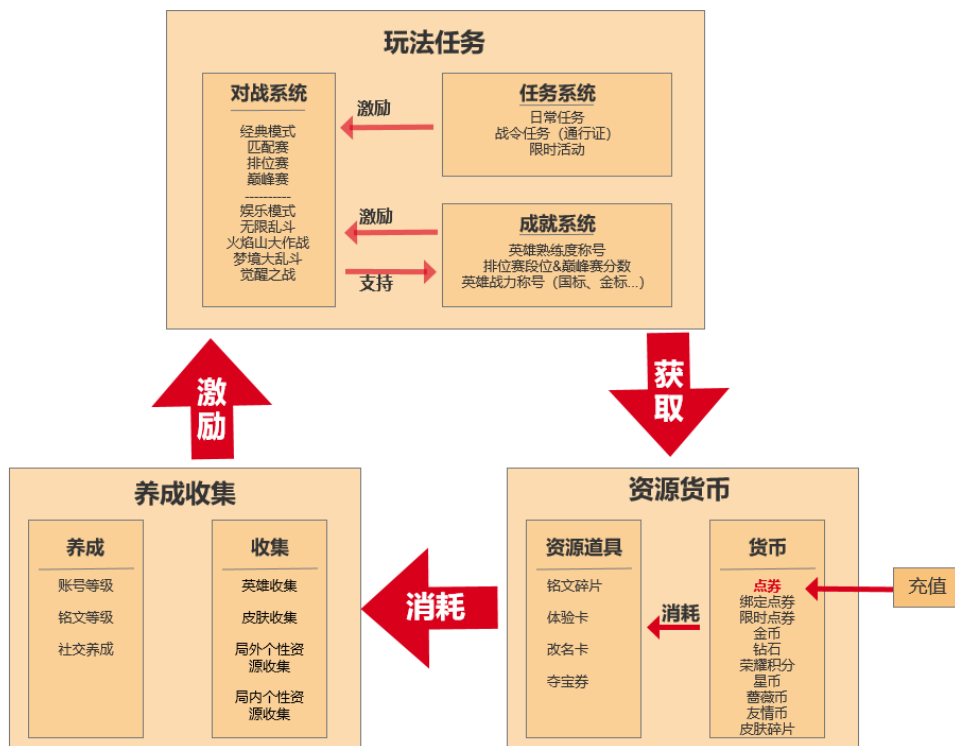 玩法任务
对战系统
经典模式
匹配赛
排位赛
巅峰赛
----------
娱乐模式
无限乱斗
火焰山大作战
梦境大乱斗
觉醒之战
激励
任务系统
日常任务
战令任务（通行证）
限时活动
激励
支持
成就系统
英雄熟练度称号
排位赛段位&巅峰赛分数
英雄战力称号（国标、金标...）
激励
获取
养成收集
养成
账号等级
铭文等级
社交养成
收集
英雄收集
皮肤收集
局外个性资
源收集
局内个性资
源收集
消耗
资源货币
资源道具
铭文碎片
体验卡
改名卡
夺宝券
消耗
货币
点券
绑定点券
限时点券
金币
钻石
荣耀积分
星币
蔷薇币
友情币
皮肤碎片
充值